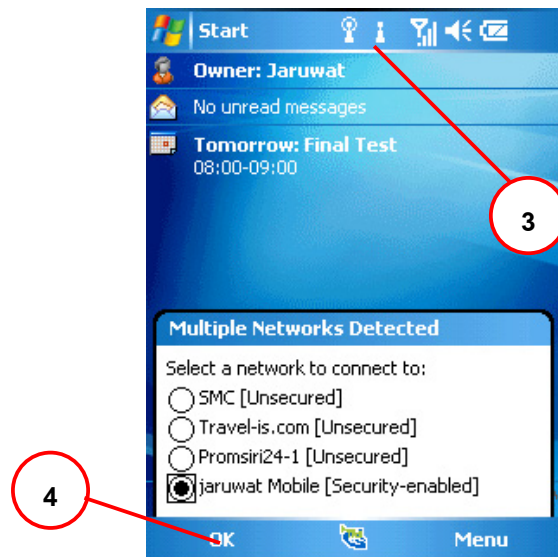 Start
Owner: Jaruwat
No unread messages
Tomorrow: Final Test
08:00-09:00
3
Multiple Networks Detected
Select a network to connect to:
SMC [Unsecured]
Travel-is.com [Unsecured]
Promsiri24-1 [Unsecured]
jaruwat Mobile [Security-enabled]
4
OK
Menu